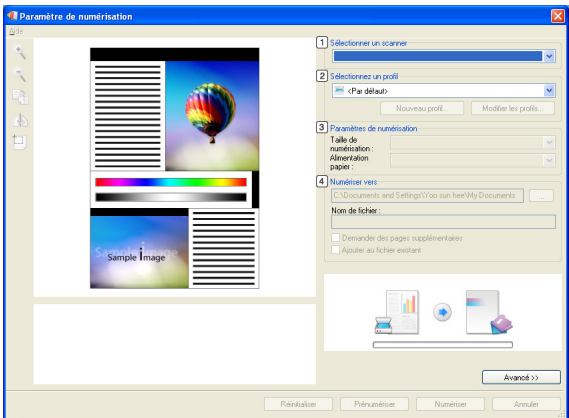 Paramètre de numérisation
Aide
1 Sélectionner un scanner
2 Sélectionnez un profil
<Par défaut>
Nouveau profil... Modifier les profils...
3 Paramètres de numérisation
Taille de
numérisation :
Alimentation
papier :
4 Numériser vers
C:\Documents and Settings\Yoo sun hee\My Documents ...
Nom de fichier :
Demander des pages supplémentaires
Ajouter au fichier existant
Sample Image
Sample Image
Avancé >>
Réinitialiser Prénumériser Numériser Annuler